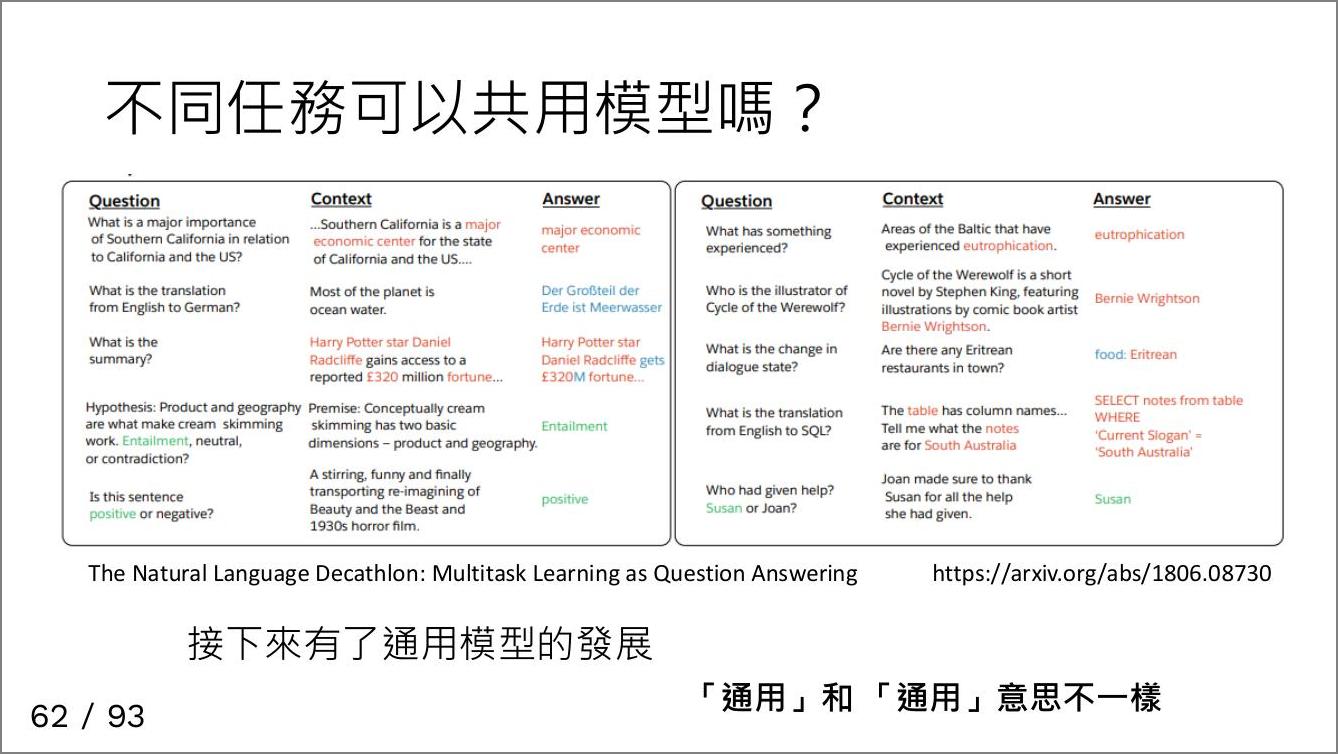 不同任務可以共用模型嗎？
Question Context Answer
What is a major importance
of Southern California in relation
to California and the US?
...Southern California is a major
economic center for the state
of California and the US....
major economic
center
What is the translation
from English to German?
Most of the planet is
ocean water.
Der Großteil der
Erde ist Meerwasser
What is the
summary?
Harry Potter star Daniel
Radcliffe gains access to a
reported £320 million fortune...
Harry Potter star
Daniel Radcliffe gets
£320M fortune...
Hypothesis: Product and geography
are what make cream skimming
work. Entailment, neutral,
or contradiction?
Premise: Conceptually cream
skimming has two basic
dimensions – product and geography.
Entailment
Is this sentence
positive or negative?
A stirring, funny and finally
transporting re-imagining of
Beauty and the Beast and
1930s horror film.
positive
Question Context Answer
What has something
experienced?
Areas of the Baltic that have
experienced eutrophication.
eutrophication
Who is the illustrator of
Cycle of the Werewolf?
Cycle of the Werewolf is a short
novel by Stephen King, featuring
illustrations by comic book artist
Bernie Wrightson.
Bernie Wrightson
What is the change in
dialogue state?
Are there any Eritrean
restaurants in town?
food: Eritrean
What is the translation
from English to SQL?
The table has column names...
Tell me what the notes
are for South Australia
SELECT notes from table
WHERE
‘Current Slogan’ =
‘South Australia’
Who had given help?
Susan or Joan?
Joan made sure to thank
Susan for all the help
she had given.
Susan
The Natural Language Decathlon: Multitask Learning as Question Answering
https://arxiv.org/abs/1806.08730
接下來有了通用模型的發展
「通用」和 「通用」意思不一樣
62 / 93